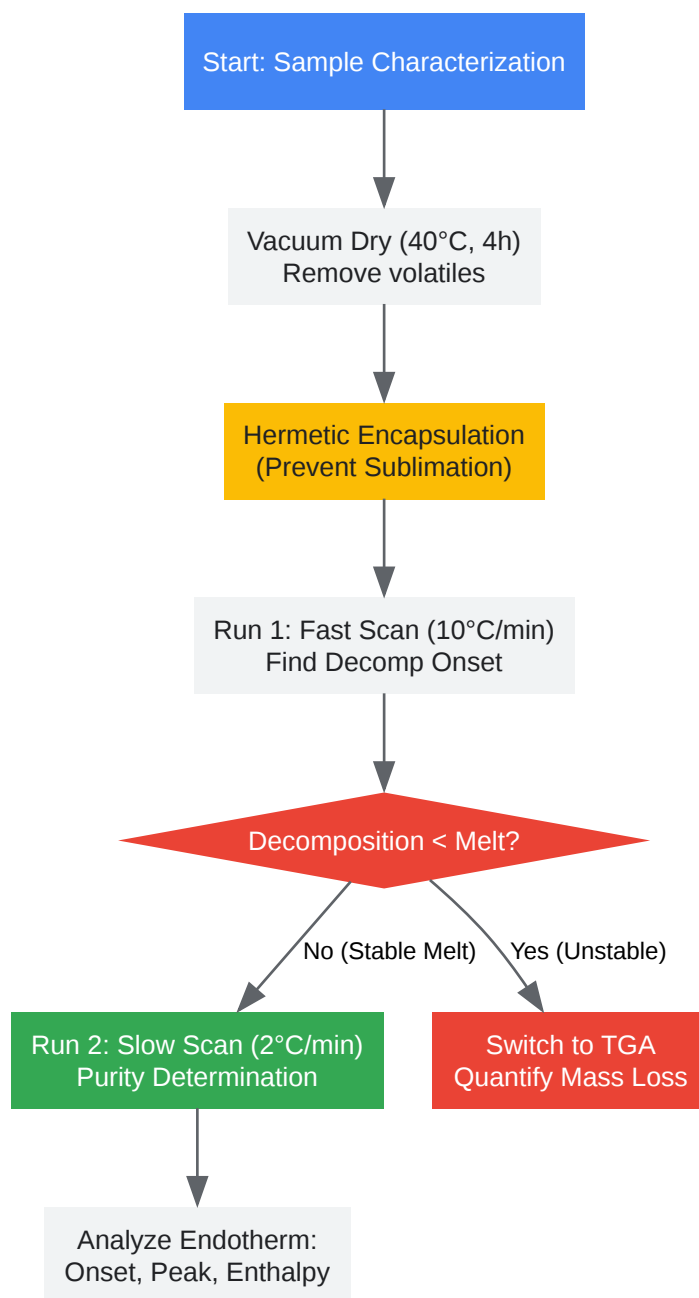 Start: Sample Characterization
Vacuum Dry (40°C, 4h)
Remove volatiles
Hermetic Encapsulation
(Prevent Sublimation)
Run 1: Fast Scan (10°C/min)
Find Decomp Onset
Decomposition < Melt?
No (Stable Melt)
Yes (Unstable)
Run 2: Slow Scan (2°C/min)
Purity Determination
Switch to TGA
Quantify Mass Loss
Analyze Endotherm:
Onset, Peak, Enthalpy